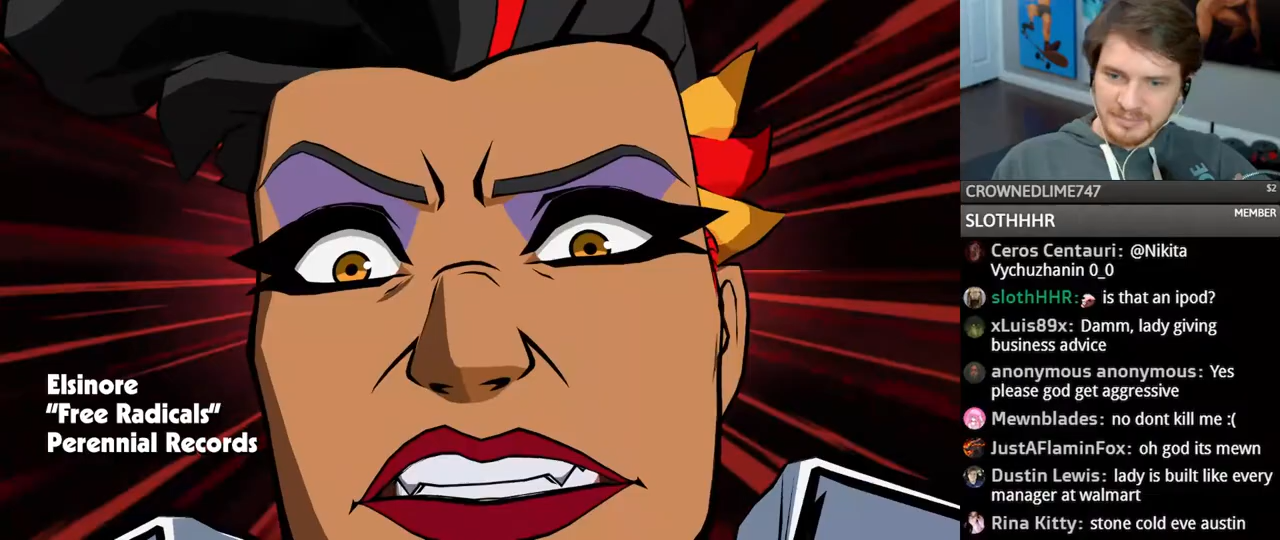 Elsinore
"Free Radicals"
Perennial Records
CROWNEDLIME747
$2
SLOTHHHR
MEMBER
Ceros Centauri: @Nikita
Vychuzhanin 0_0
slothHHR: is that an ipod?
xLuis89x: Damm, lady giving
business advice
anonymous anonymous: Yes
please god get aggressive
Mewnblades: no dont kill me :(
JustAFlaminFox: oh god its mewn
Dustin Lewis: lady is built like every
manager at walmart
Rina Kitty: stone cold eve austin